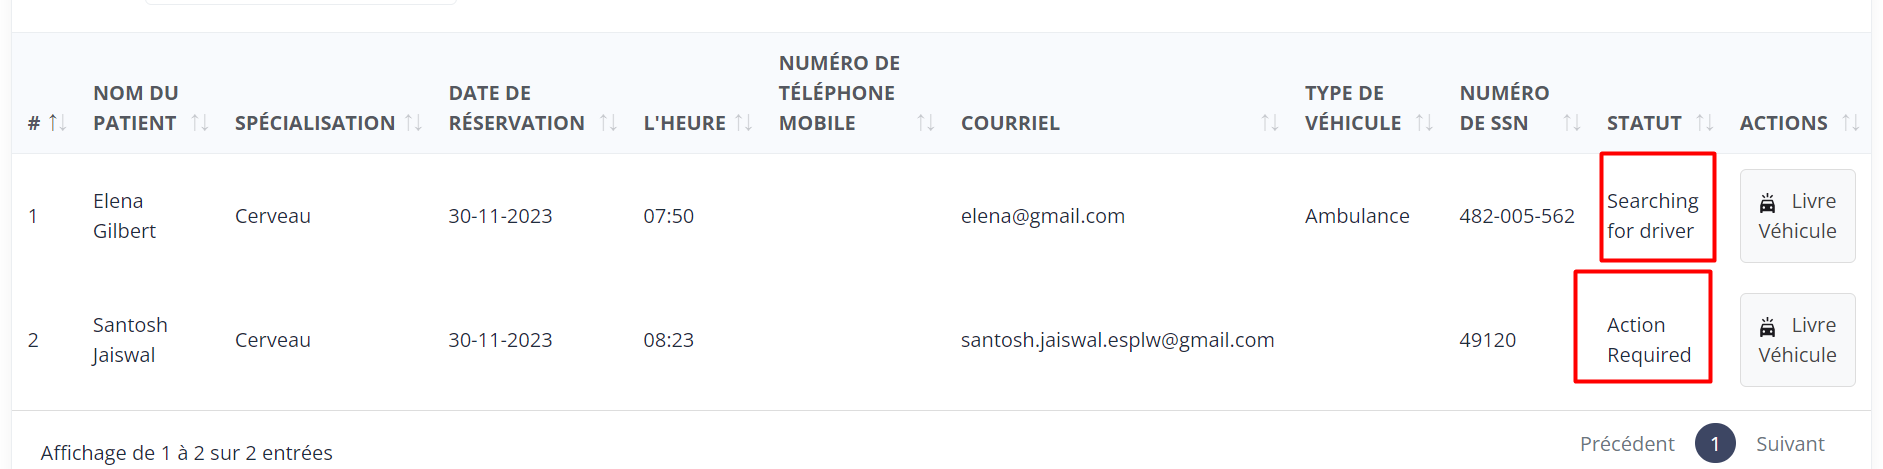 # NOM DU PATIENT SPÉCIALISATION DATE DE RÉSERVATION L'HEURE NUMÉRO DE TÉLÉPHONE MOBILE COURRIEL TYPE DE VÉHICULE NUMÉRO DE SSN STATUT ACTIONS
1 Elena Gilbert Cerveau 30-11-2023 07:50 elena@gmail.com Ambulance 482-005-562 Searching for driver Livre Véhicule
2 Santosh Jaiswal Cerveau 30-11-2023 08:23 santosh.jaiswal.esplw@gmail.com 49120 Action Required Livre Véhicule
Affichage de 1 à 2 sur 2 entrées
Précédent 1 Suivant